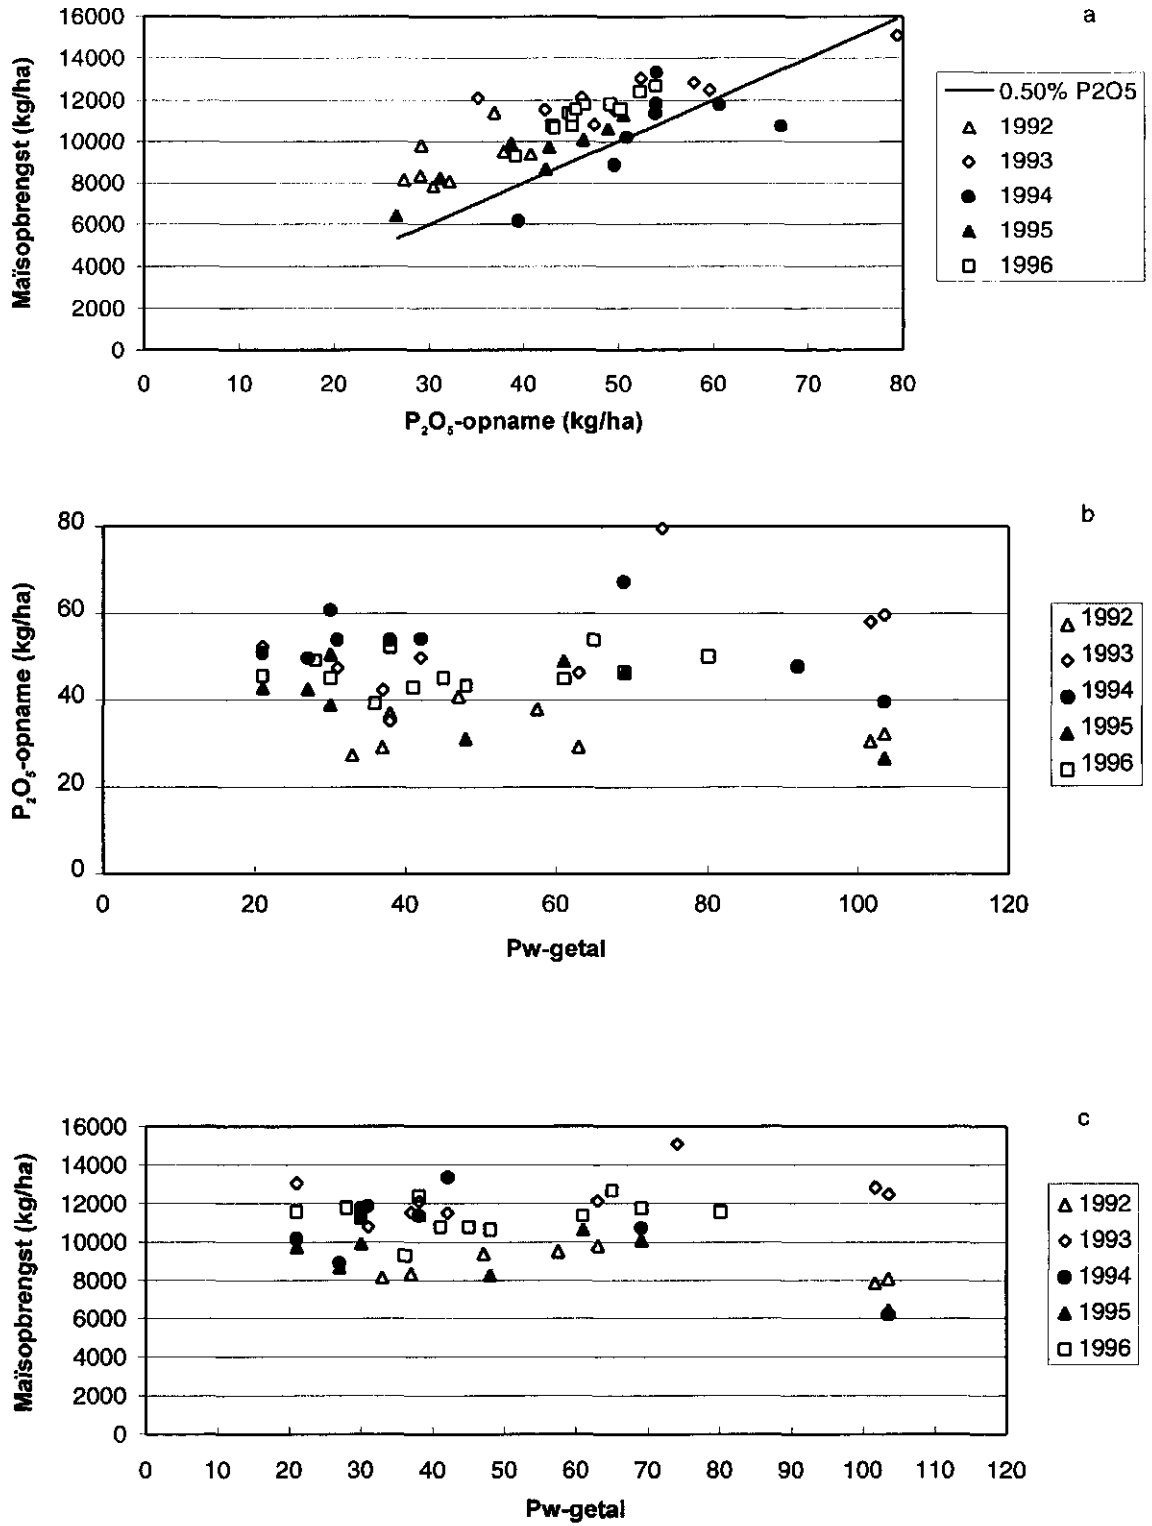 a
16000
14000
12000
10000
8000
6000
4000
2000
0
Maïsopbrengst (kg/ha)
0 10 20 30 40 50 60 70 80
P₂O₅-opname (kg/ha)
0.50% P2O5
1992
1993
1994
1995
1996
b
80
60
40
20
0
P₂O₅-opname (kg/ha)
0 20 40 60 80 100 120
Pw-getal
1992
1993
1994
1995
1996
c
16000
14000
12000
10000
8000
6000
4000
2000
0
Maïsopbrengst (kg/ha)
0 10 20 30 40 50 60 70 80 90 100 110 120
Pw-getal
1992
1993
1994
1995
1996